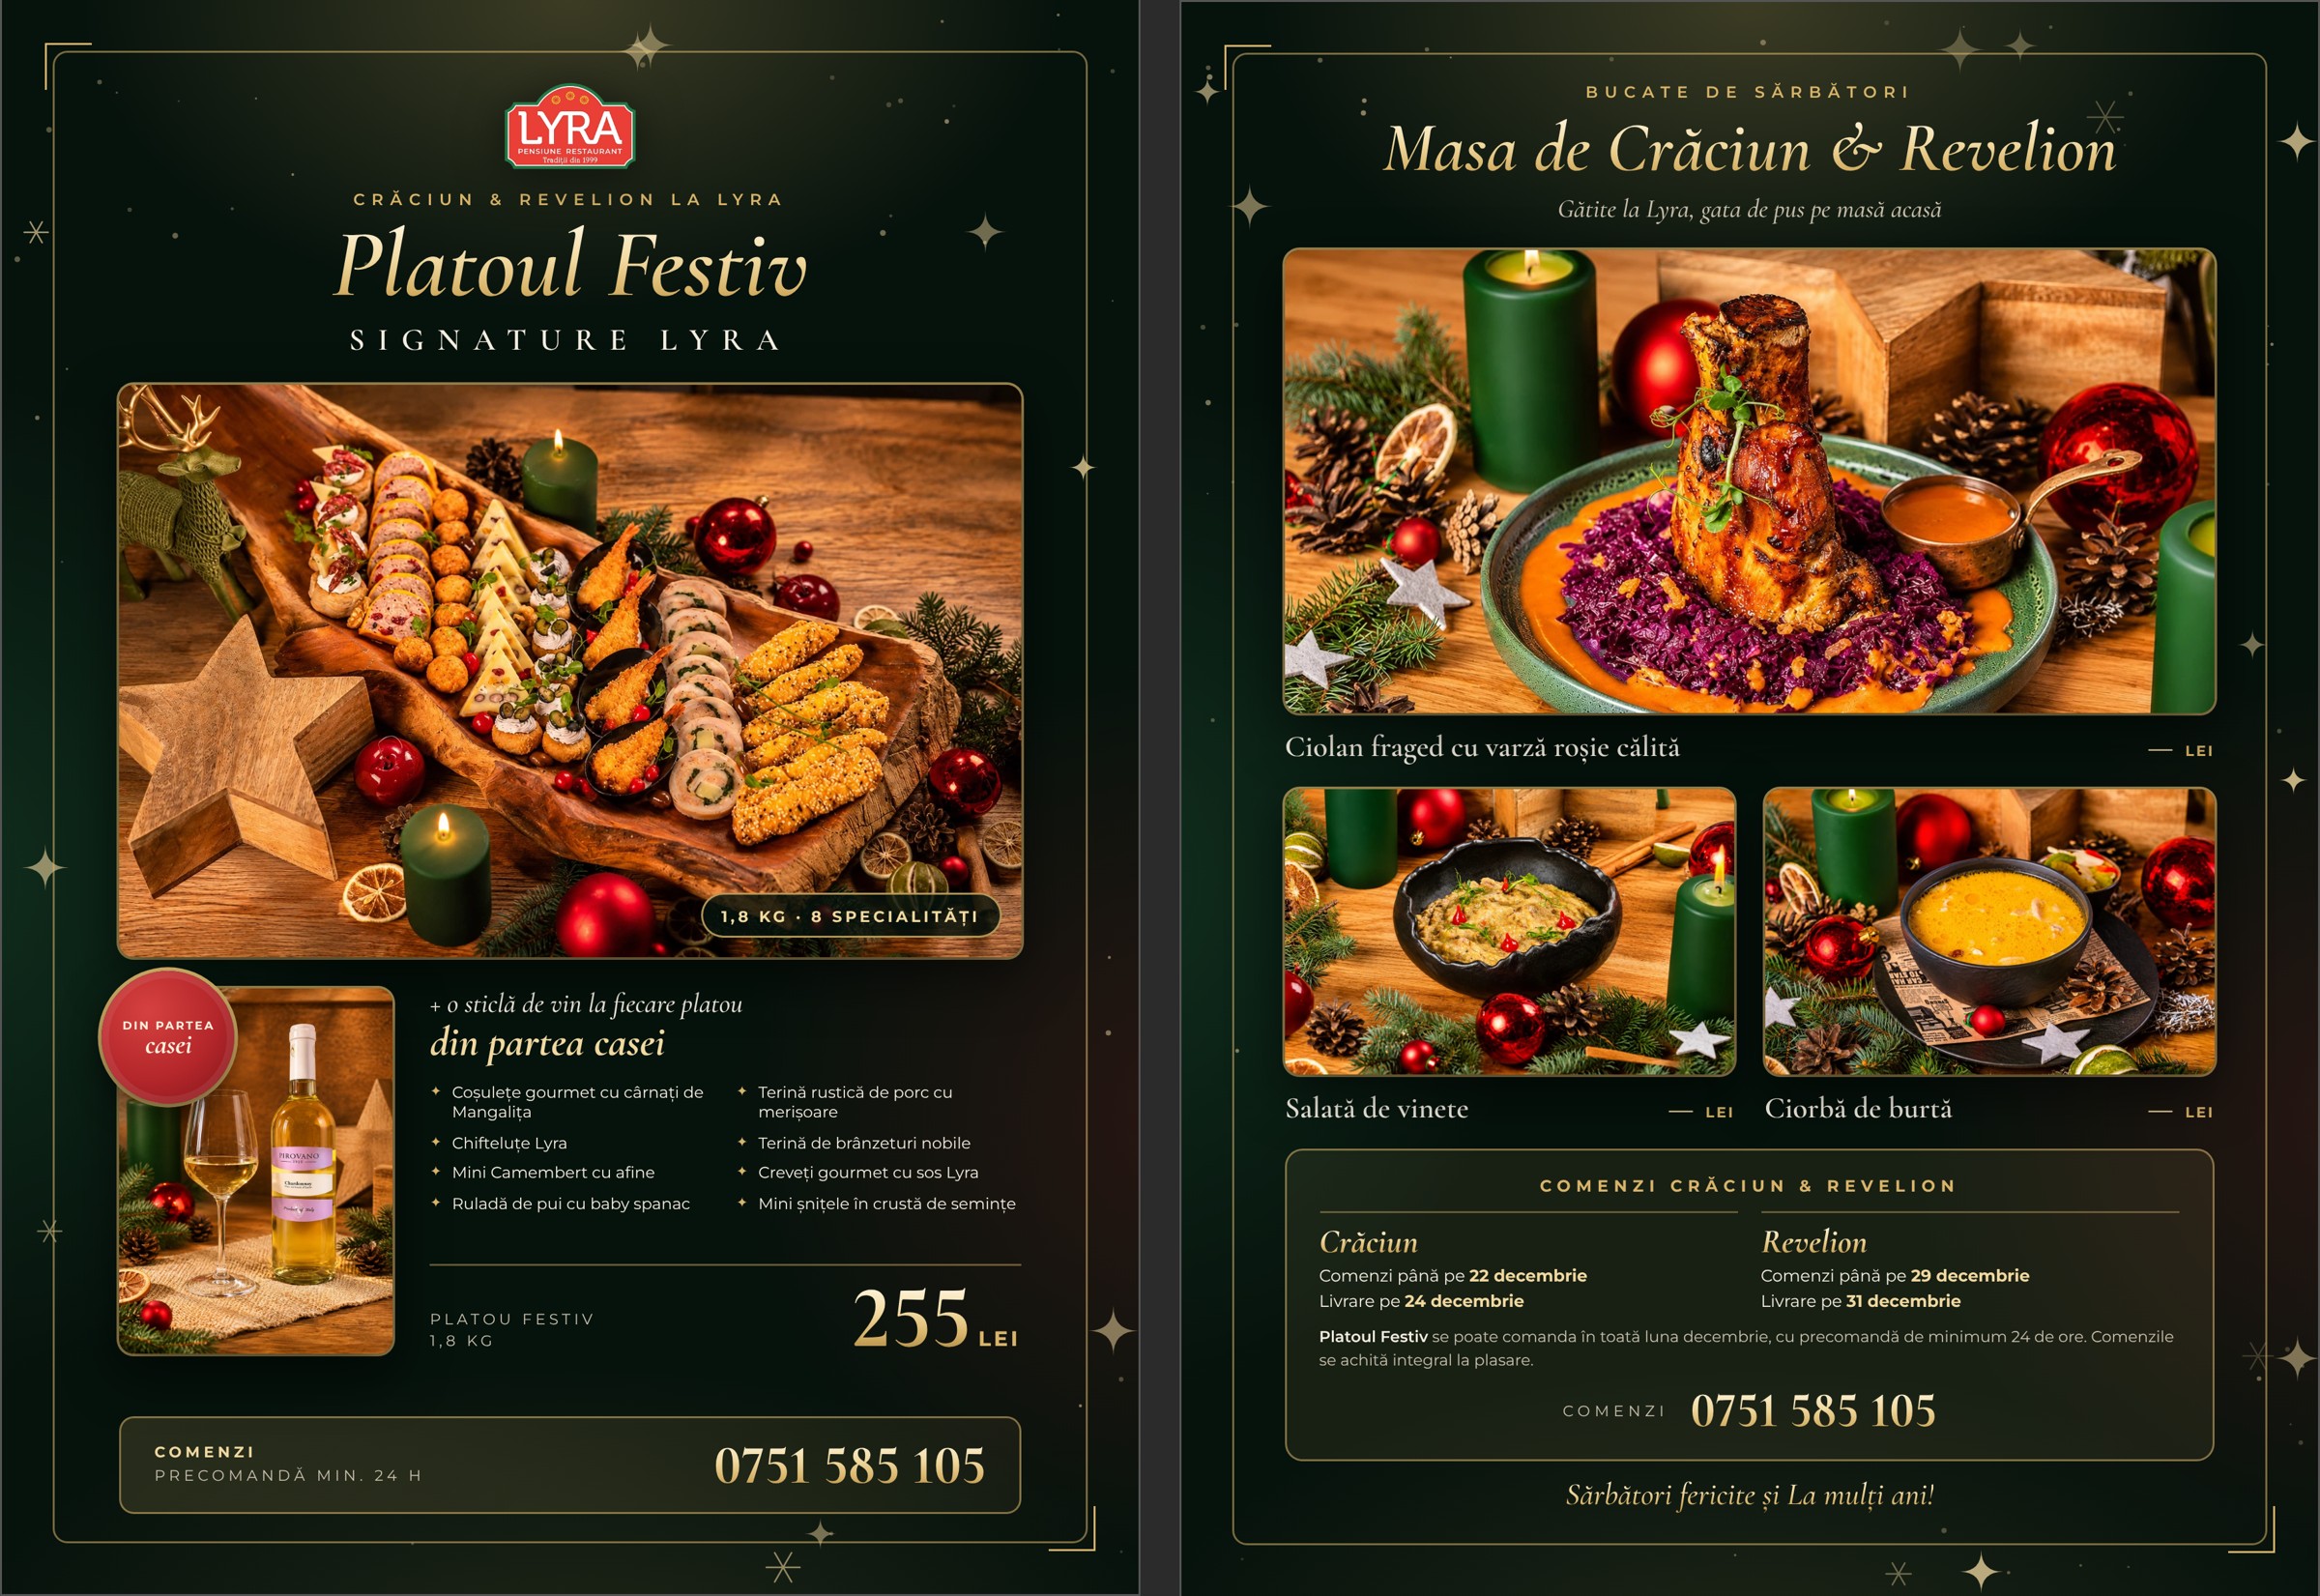 LYRA
PENSIUNE RESTAURANT
Tradiții din 1999
CRĂCIUN & REVELION LA LYRA
Platoul Festiv
SIGNATURE LYRA
1,8 KG · 8 SPECIALITĂȚI
DIN PARTEA
casei
PIROVANO
Chardonnay
+ o sticlă de vin la fiecare platou
din partea casei
Coșulețe gourmet cu cârnați de
Mangalița
Chifteluțe Lyra
Mini Camembert cu afine
Ruladă de pui cu baby spanac
Terină rustică de porc cu
merișoare
Terină de brânzeturi nobile
Creveți gourmet cu sos Lyra
Mini șnițele în crustă de semințe
PLATOU FESTIV
1,8 KG
255 LEI
COMENZI
PRECOMANDĂ MIN. 24 H
0751 585 105
BUCATE DE SĂRBĂTORI
Masa de Crăciun & Revelion
Gătite la Lyra, gata de pus pe masă acasă
Ciolan fraged cu varză roșie călită
— LEI
Salată de vinete
— LEI
Ciorbă de burtă
— LEI
COMENZI CRĂCIUN & REVELION
Crăciun
Comenzi până pe 22 decembrie
Livrare pe 24 decembrie
Revelion
Comenzi până pe 29 decembrie
Livrare pe 31 decembrie
Platoul Festiv se poate comanda în toată luna decembrie, cu precomandă de minimum 24 de ore. Comenzile
se achită integral la plasare.
COMENZI 0751 585 105
Sărbători fericite și La mulți ani!